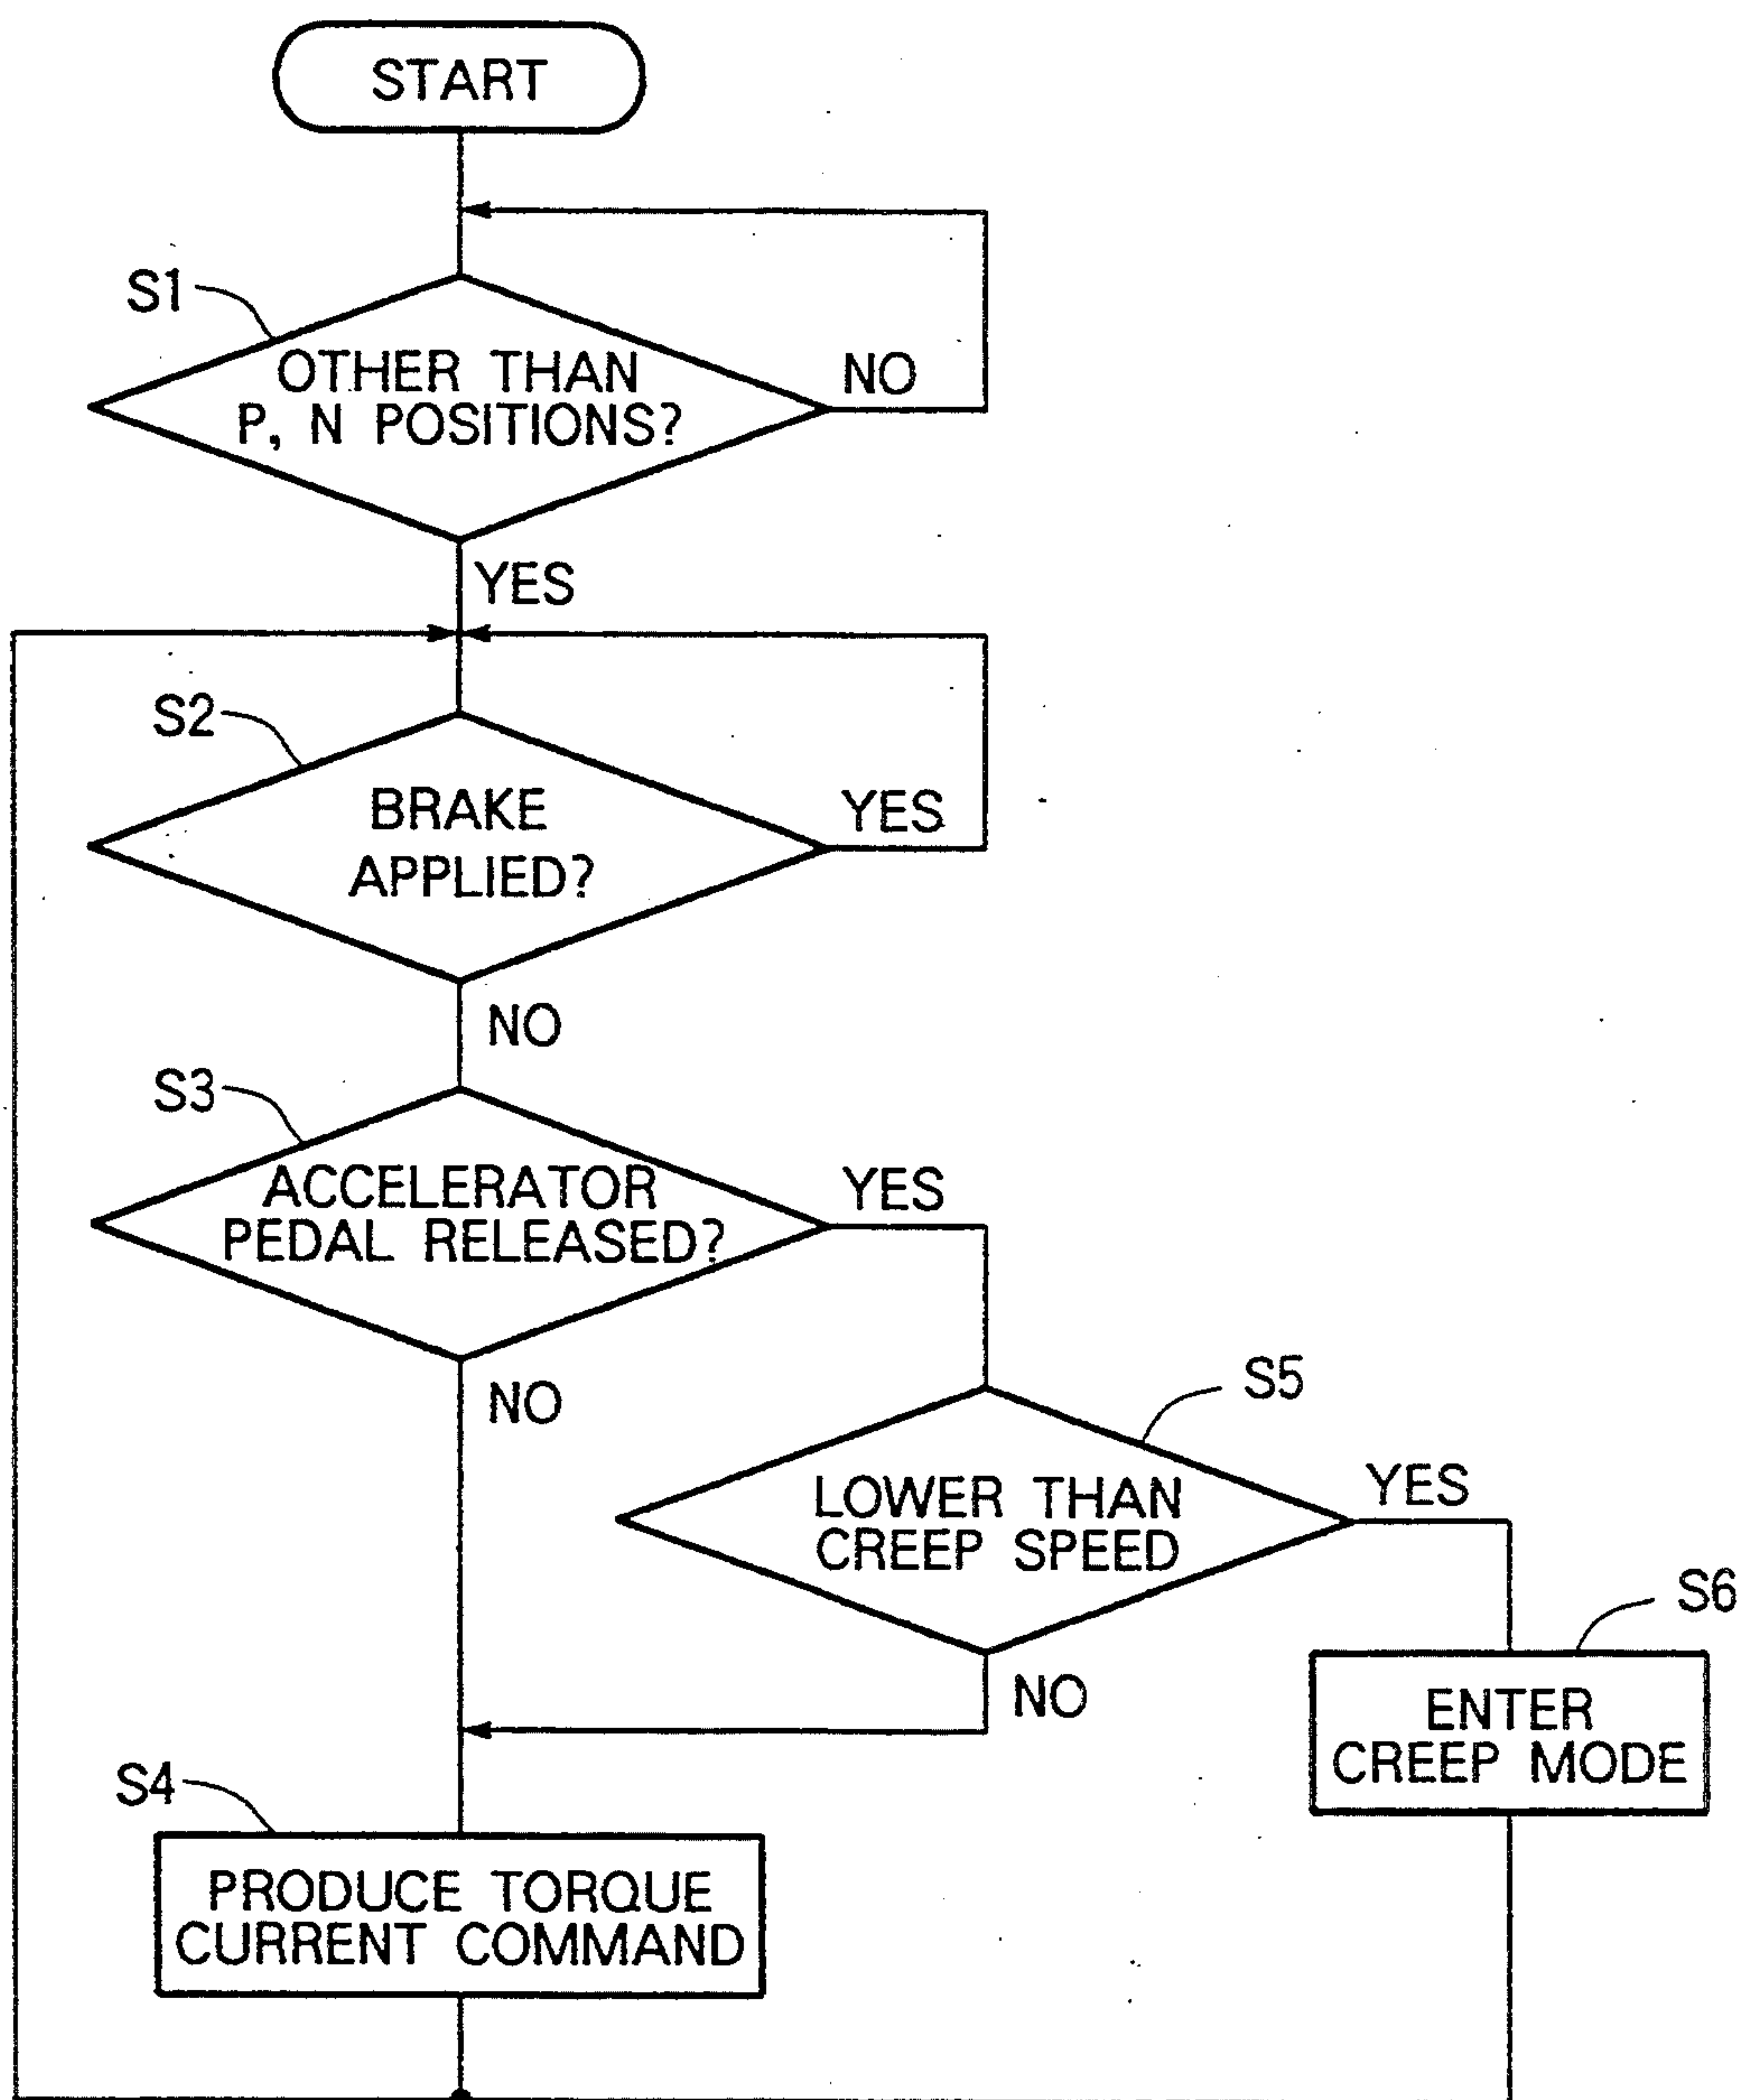 START
S1
OTHER THAN
P, N POSITIONS?
NO
YES
S2
BRAKE
APPLIED?
YES
NO
S3
ACCELERATOR
PEDAL RELEASED?
YES
NO
S5
LOWER THAN
CREEP SPEED
YES
NO
S6
ENTER
CREEP MODE
S4
PRODUCE TORQUE
CURRENT COMMAND